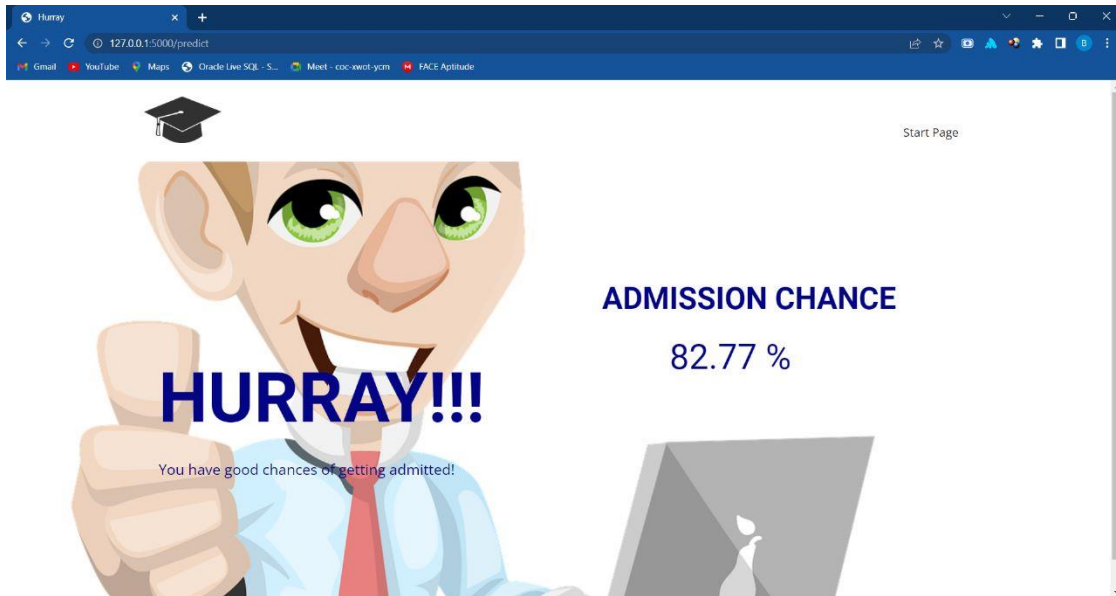 Hurray
127.0.0.1:5000/predict
B
Gmail YouTube Maps Oracle Live SQL - S... Meet - coc-xwot-ycm FACE Aptitude
Start Page
ADMISSION CHANCE
82.77 %
HURRAY!!!
You have good chances of getting admitted!